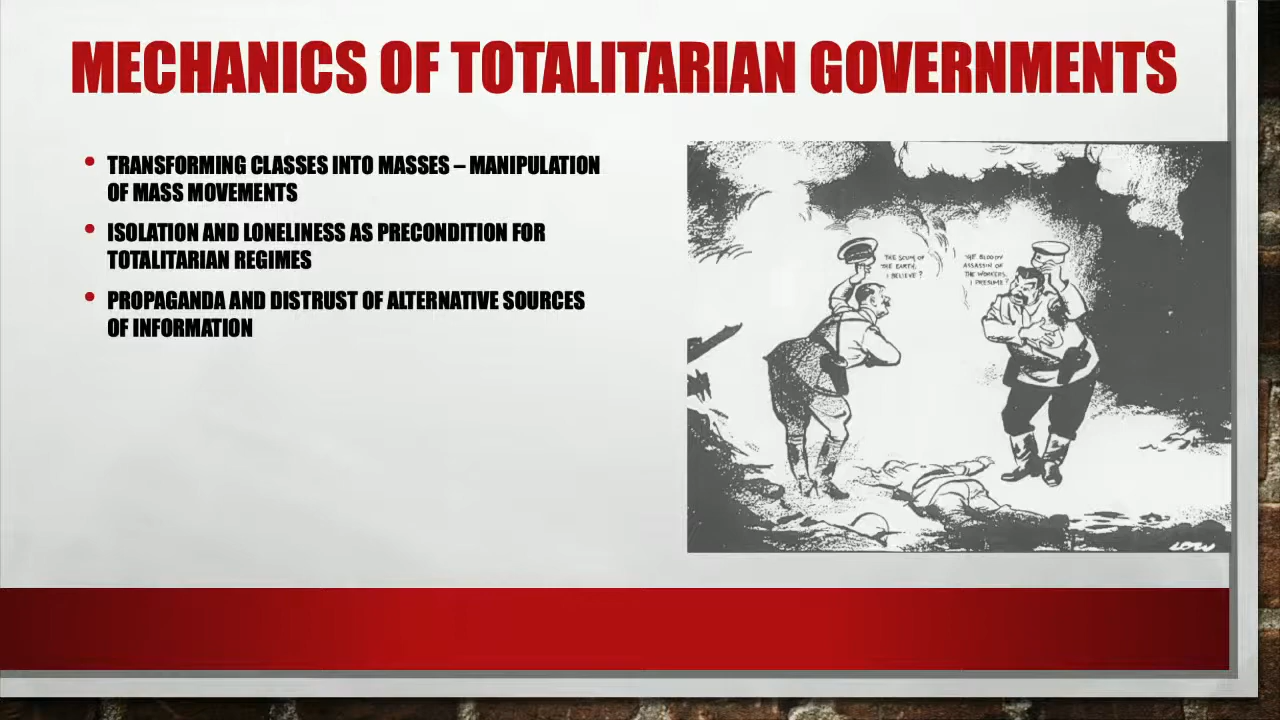 MECHANICS OF TOTALITARIAN GOVERNMENTS
• TRANSFORMING CLASSES INTO MASSES – MANIPULATION
OF MASS MOVEMENTS
• ISOLATION AND LONELINESS AS PRECONDITION FOR
TOTALITARIAN REGIMES
• PROPAGANDA AND DISTRUST OF ALTERNATIVE SOURCES
OF INFORMATION
THE SCUM OF
THE EARTH,
I BELIEVE?
THE BLOODY
ASSASSIN OF
THE WORKERS,
I PRESUME?
LOW